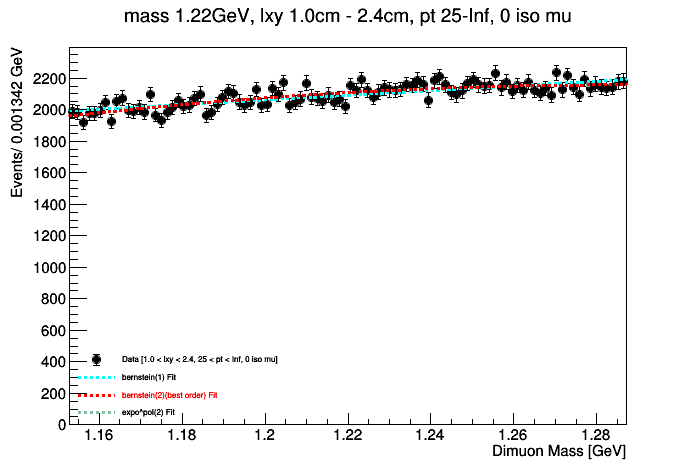 mass 1.22GeV, lxy 1.0cm - 2.4cm, pt 25-Inf, 0 iso mu
Events/ 0.001342 GeV
2200
2000
1800
1600
1400
1200
1000
800
600
400
200
0
Data [1.0 < lxy < 2.4, 25 < pt < Inf, 0 iso mu]
bernstein(1) Fit
bernstein(2)(best order) Fit
expo^pol(2) Fit
1.16 1.18 1.2 1.22 1.24 1.26 1.28
Dimuon Mass [GeV]